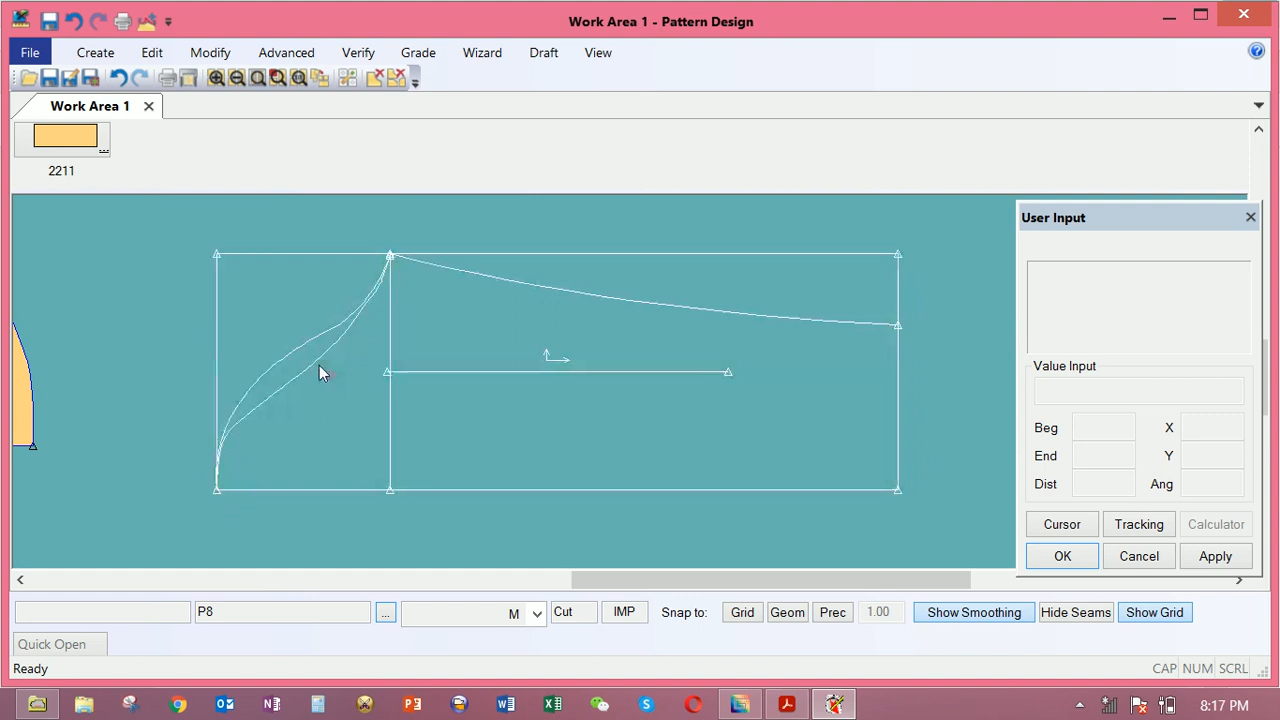 Work Area 1 - Pattern Design
File Create Edit Modify Advanced Verify Grade Wizard Draft View
Work Area 1
...
2211
User Input
Value Input
Beg X
End Y
Dist Ang
Cursor Tracking Calculator
OK Cancel Apply
P8 ... M Cut IMP Snap to: Grid Geom Prec 1.00 Show Smoothing Hide Seams Show Grid
Quick Open
Ready CAP NUM SCRL
8:17 PM